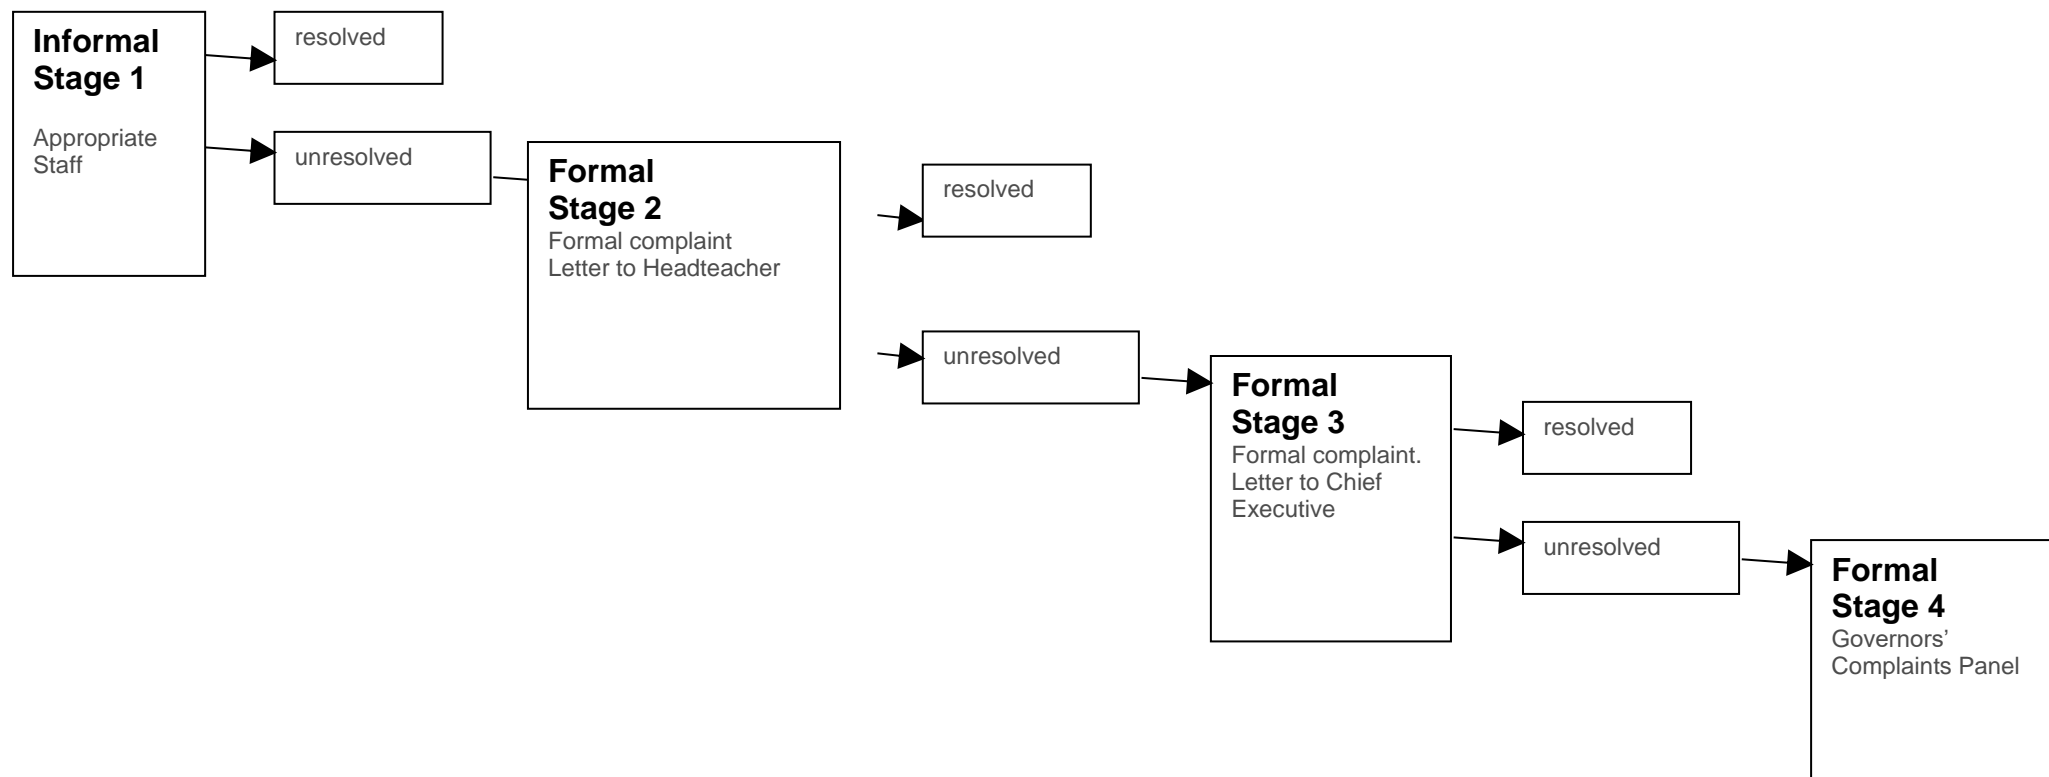 Informal
Stage 1
Appropriate
Staff
resolved
unresolved
Formal
Stage 2
Formal complaint
Letter to Headteacher
resolved
unresolved
Formal
Stage 3
Formal complaint.
Letter to Chief
Executive
resolved
unresolved
Formal
Stage 4
Governors’
Complaints Panel